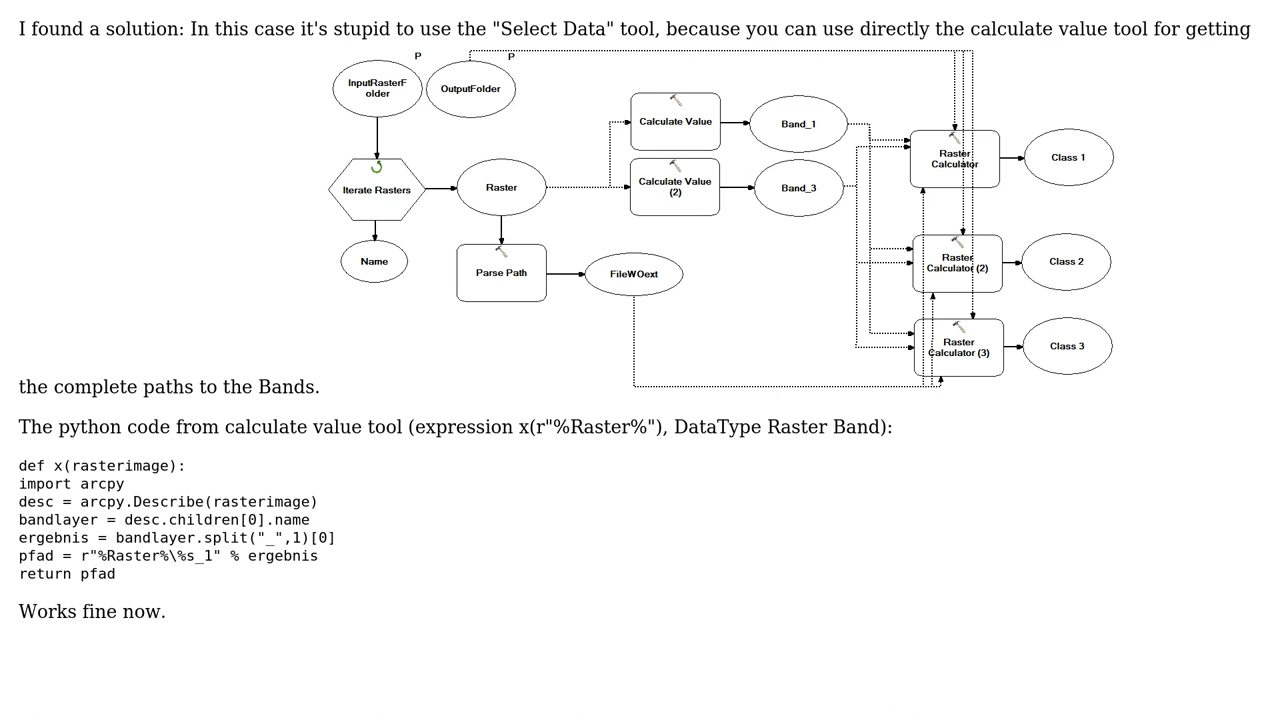 I found a solution: In this case it's stupid to use the "Select Data" tool, because you can use directly the calculate value tool for getting
P
P
InputRasterF
older
OutputFolder
Calculate Value
Band_1
Raster
Calculator
Class 1
Iterate Rasters
Raster
Calculate Value
(2)
Band_3
Name
Parse Path
FileWOext
Raster
Calculator (2)
Class 2
Raster
Calculator (3)
Class 3
the complete paths to the Bands.
The python code from calculate value tool (expression x(r"%Raster%"), DataType Raster Band):
def x(rasterimage):
import arcpy
desc = arcpy.Describe(rasterimage)
bandlayer = desc.children[0].name
ergebnis = bandlayer.split("_",1)[0]
pfad = r"%Raster%\%s_1" % ergebnis
return pfad
Works fine now.